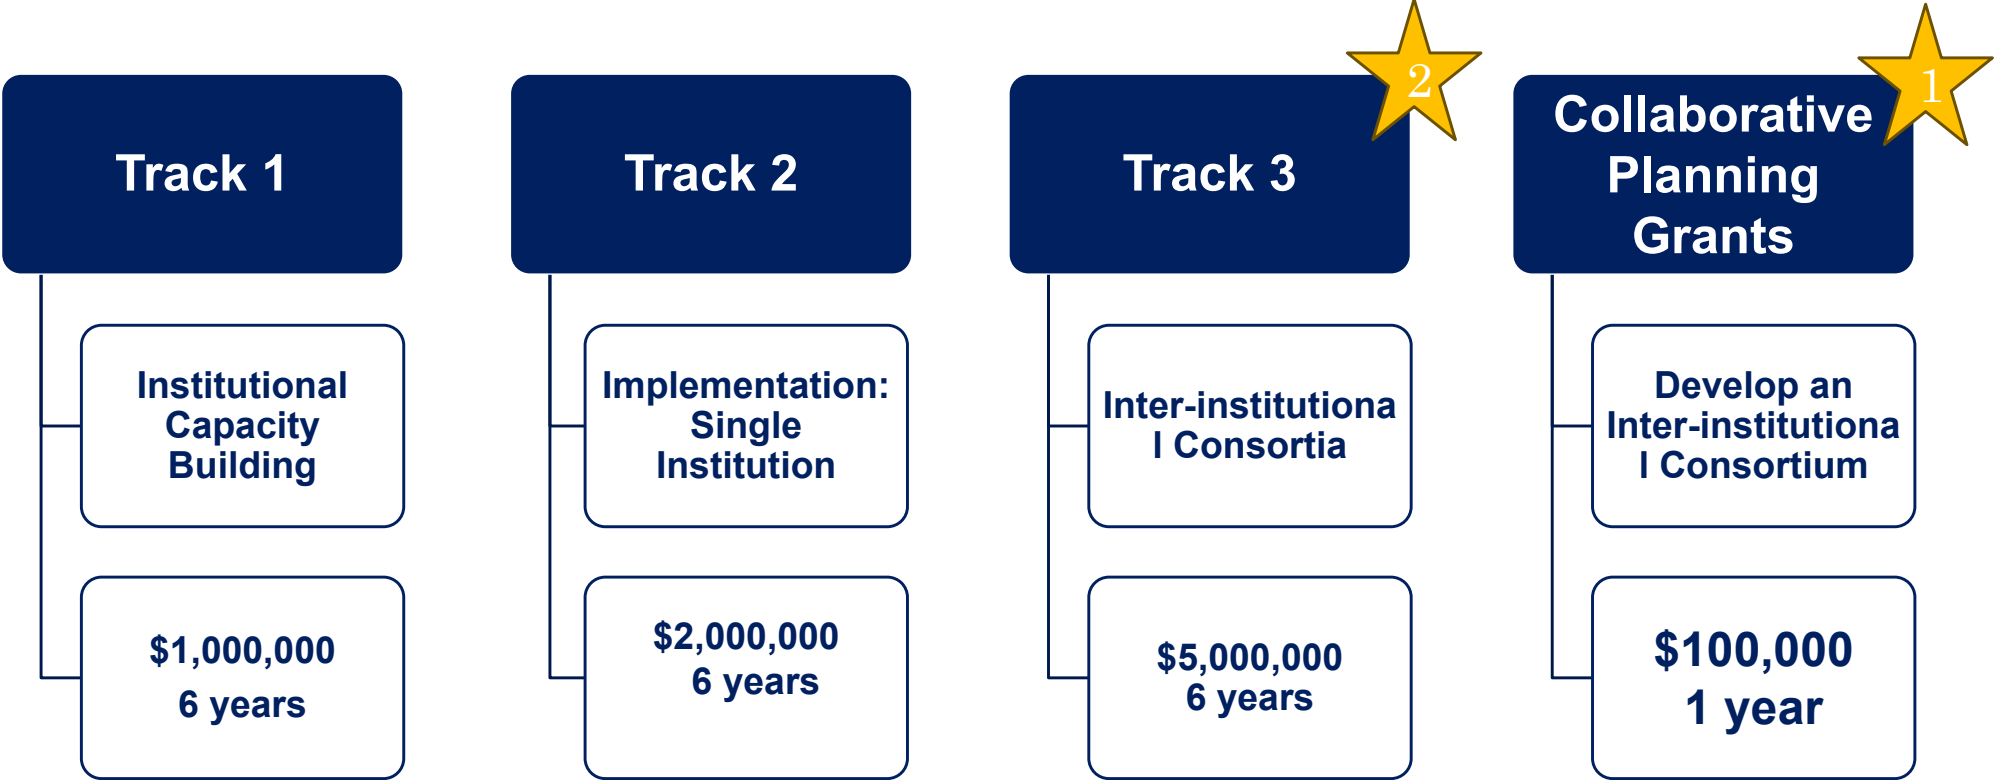 Track 1
Institutional
Capacity
Building
$1,000,000
6 years
Track 2
Implementation:
Single
Institution
$2,000,000
6 years
2
Track 3
Inter-institutiona
l Consortia
$5,000,000
6 years
1
Collaborative
Planning
Grants
Develop an
Inter-institutiona
l Consortium
$100,000
1 year